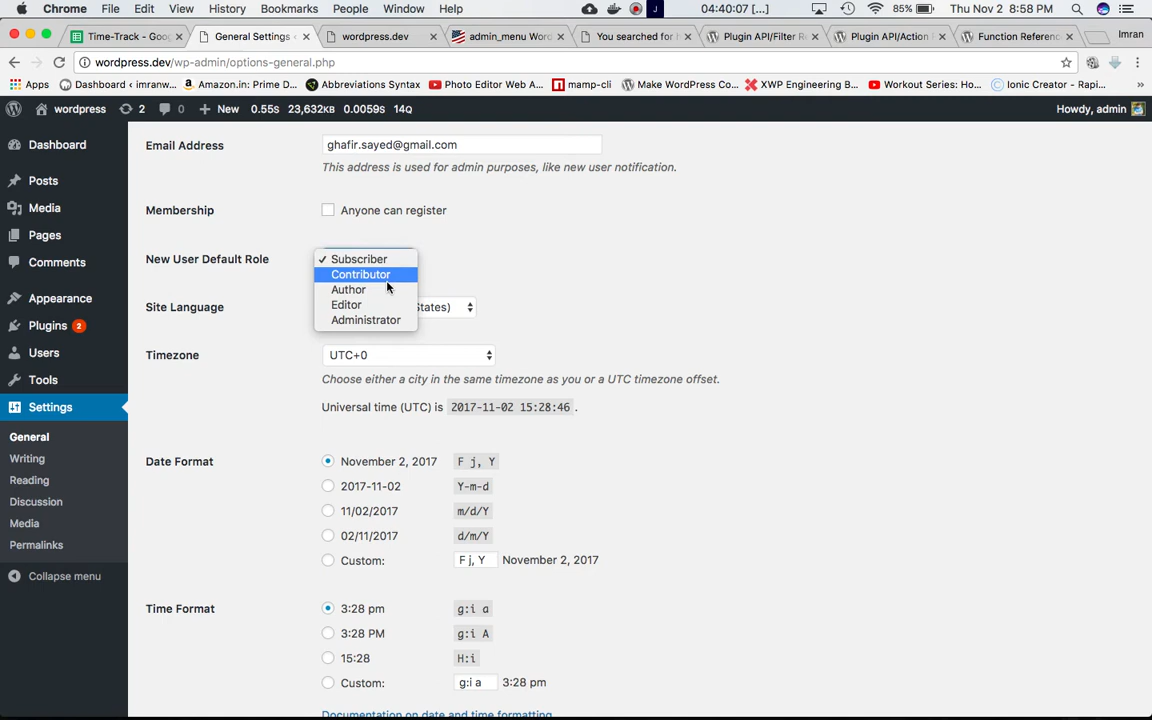 Chrome File Edit View History Bookmarks People Window Help 04:40:07 [...] 85% Thu Nov 2 8:58 PM
Time-Track - Goog General Settings ‹ wordpress.dev admin_menu Word You searched for h Plugin API/Filter R Plugin API/Action Function Referenc Imran
wordpress.dev/wp-admin/options-general.php
Apps Dashboard ‹ imranw... Amazon.in: Prime D... Abbreviations Syntax Photo Editor Web A... mamp-cli Make WordPress Co... XWP Engineering B... Workout Series: Ho... Ionic Creator - Rapi... »
wordpress 2 0 New 0.55S 23,632KB 0.0059S 14Q Howdy, admin
Dashboard
Posts
Media
Pages
Comments
Appearance
Plugins 2
Users
Tools
Settings
General
Writing
Reading
Discussion
Media
Permalinks
Collapse menu
Email Address ghafir.sayed@gmail.com
This address is used for admin purposes, like new user notification.
Membership Anyone can register
New User Default Role ✓ Subscriber
Contributor
Author
Editor
Administrator
Site Language States)
Timezone UTC+0
Choose either a city in the same timezone as you or a UTC timezone offset.
Universal time (UTC) is 2017-11-02 15:28:46 .
Date Format November 2, 2017 F j, Y
2017-11-02 Y-m-d
11/02/2017 m/d/Y
02/11/2017 d/m/Y
Custom: F j, Y November 2, 2017
Time Format 3:28 pm g:i a
3:28 PM g:i A
15:28 H:i
Custom: g:i a 3:28 pm
Documentation on date and time formatting.